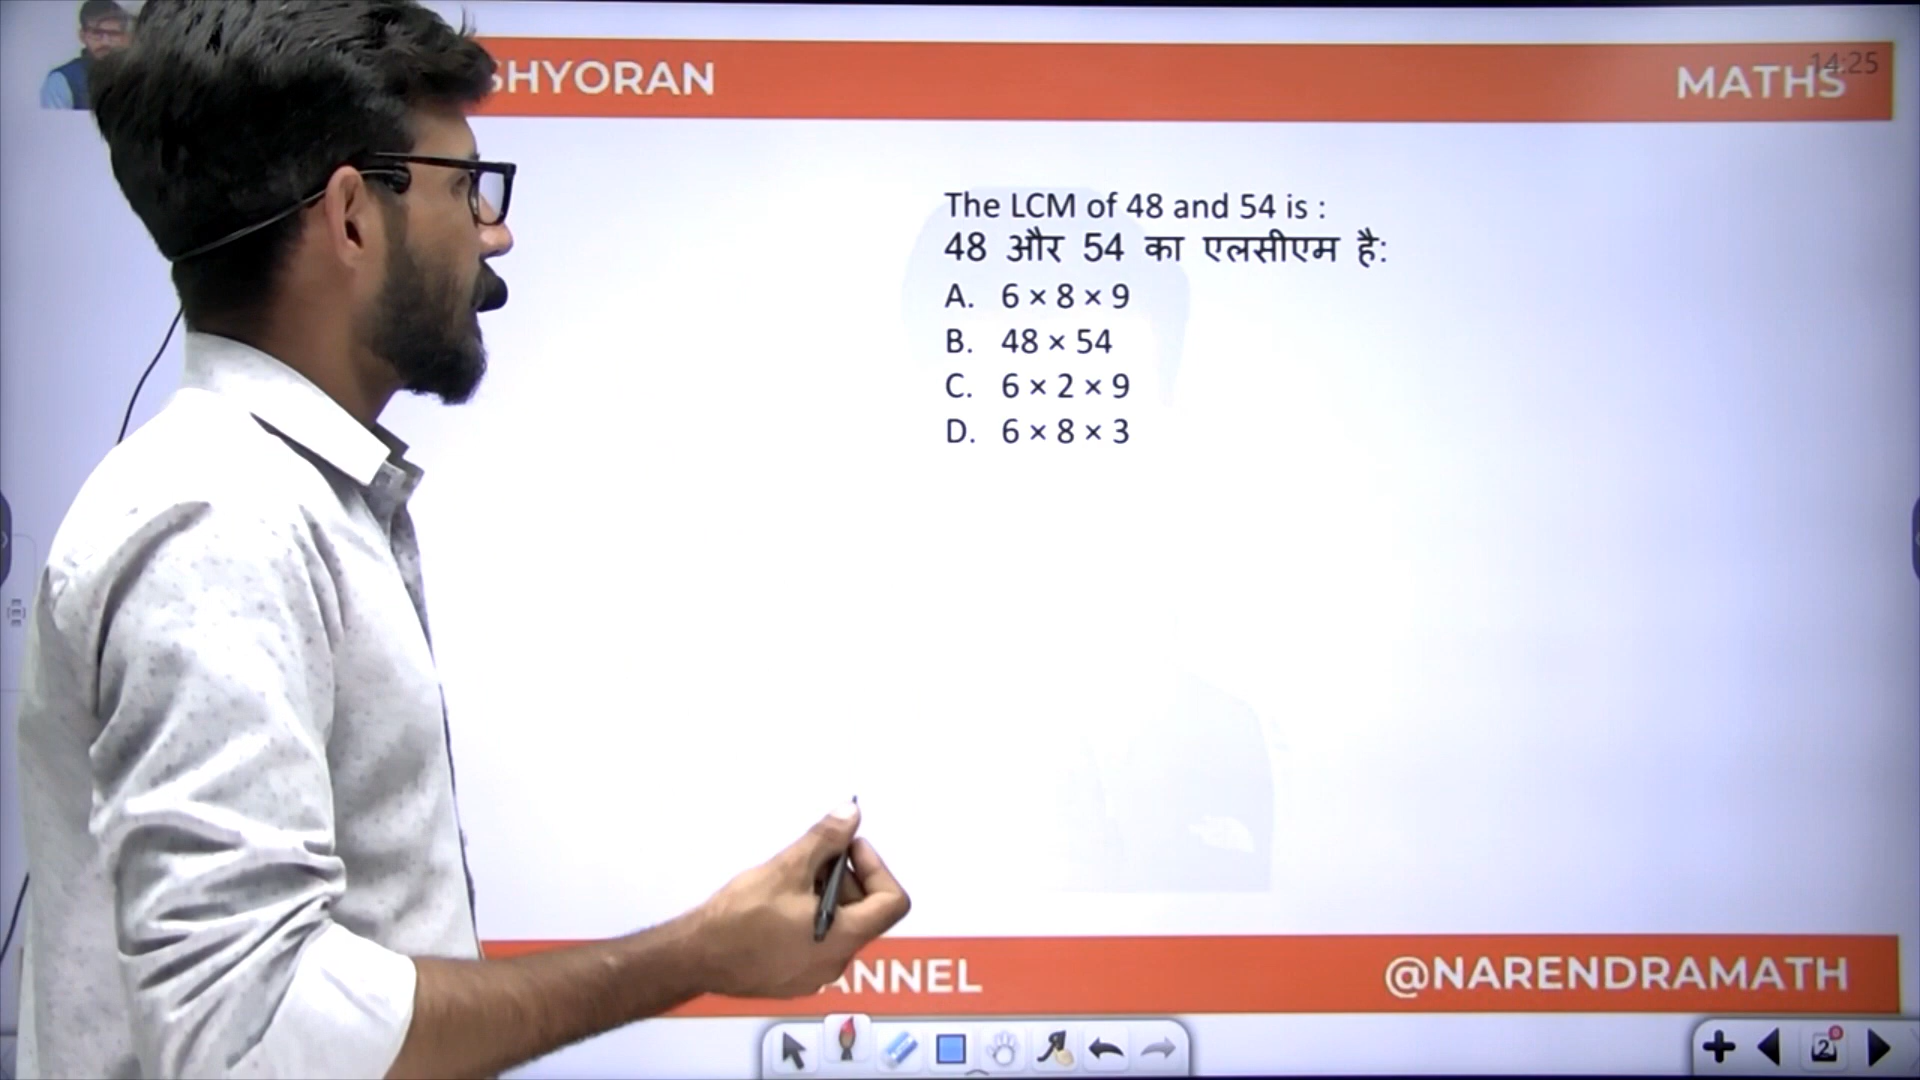 SHYORAN
MATHS
14:25
The LCM of 48 and 54 is :
48 और 54 का एलसीएम है:
A. 6 × 8 × 9
B. 48 × 54
C. 6 × 2 × 9
D. 6 × 8 × 3
ANNEL
@NARENDRAMATH
2